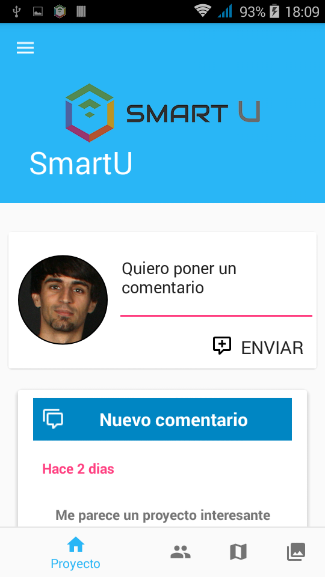 93% 18:09
SMART U
SmartU
Quiero poner un
comentario
ENVIAR
Nuevo comentario
Hace 2 dias
Me parece un proyecto interesante
Proyecto